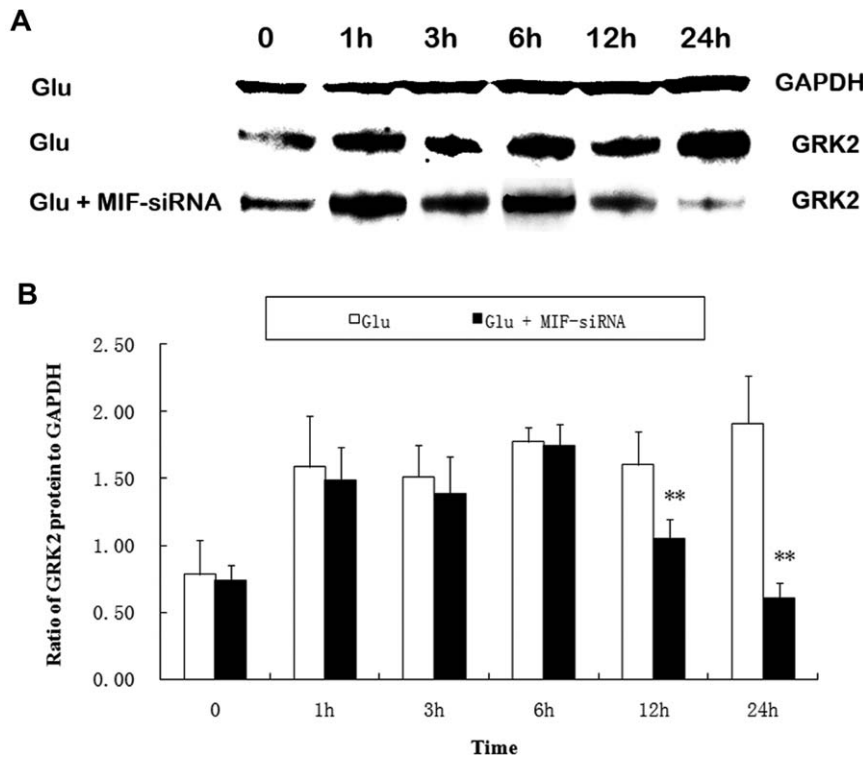 A
0 1h 3h 6h 12h 24h
Glu GAPDH
Glu GRK2
Glu + MIF-siRNA GRK2
B
Glu Glu + MIF-siRNA
Ratio of GRK2 protein to GAPDH
2.50
2.00
1.50
1.00
0.50
0.00
**
**
0 1h 3h 6h 12h 24h
Time